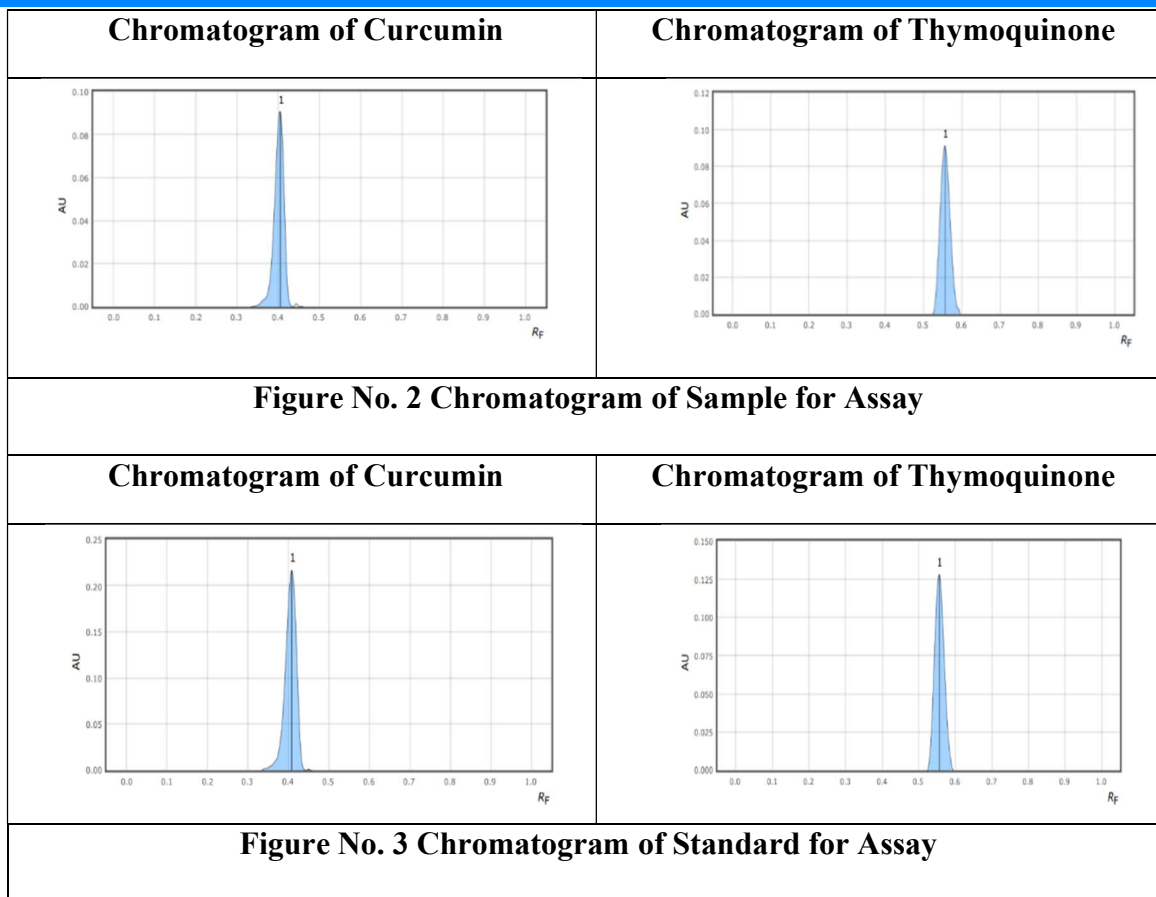 Chromatogram of Curcumin
Chromatogram of Thymoquinone
0.10
0.08
0.06
0.04
0.02
0.00
AU
1
0.0 0.1 0.2 0.3 0.4 0.5 0.6 0.7 0.8 0.9 1.0
RF
0.12
0.10
0.08
0.06
0.04
0.02
0.00
AU
1
0.0 0.1 0.2 0.3 0.4 0.5 0.6 0.7 0.8 0.9 1.0
RF
Figure No. 2 Chromatogram of Sample for Assay
Chromatogram of Curcumin
Chromatogram of Thymoquinone
0.25
0.20
0.15
0.10
0.05
0.00
AU
1
0.0 0.1 0.2 0.3 0.4 0.5 0.6 0.7 0.8 0.9 1.0
RF
0.150
0.125
0.100
0.075
0.050
0.025
0.000
AU
1
0.0 0.1 0.2 0.3 0.4 0.5 0.6 0.7 0.8 0.9 1.0
RF
Figure No. 3 Chromatogram of Standard for Assay